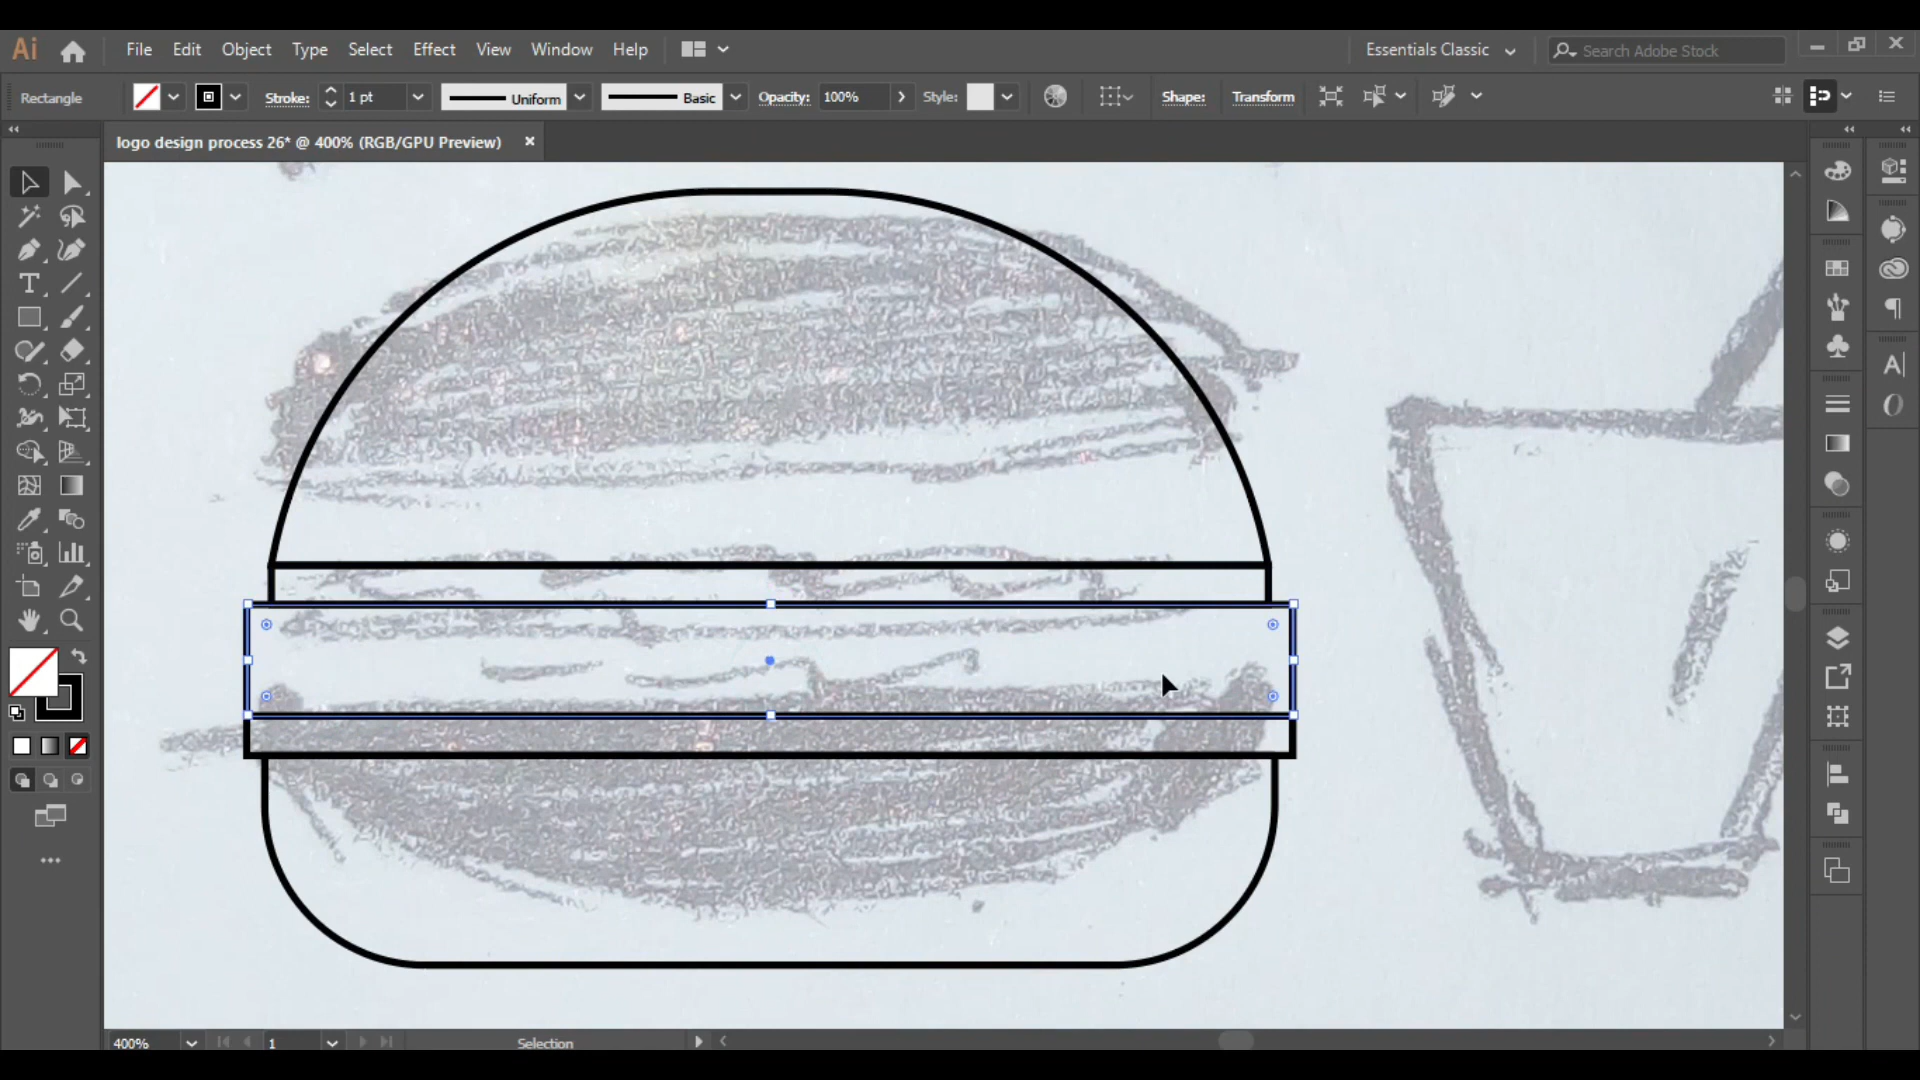 Ai File Edit Object Type Select Effect View Window Help Essentials Classic Search Adobe Stock
Rectangle Stroke: 1 pt Uniform Basic Opacity: 100% Style: Shape: Transform
logo design process 26* @ 400% (RGB/GPU Preview) ×
400% 1 Selection